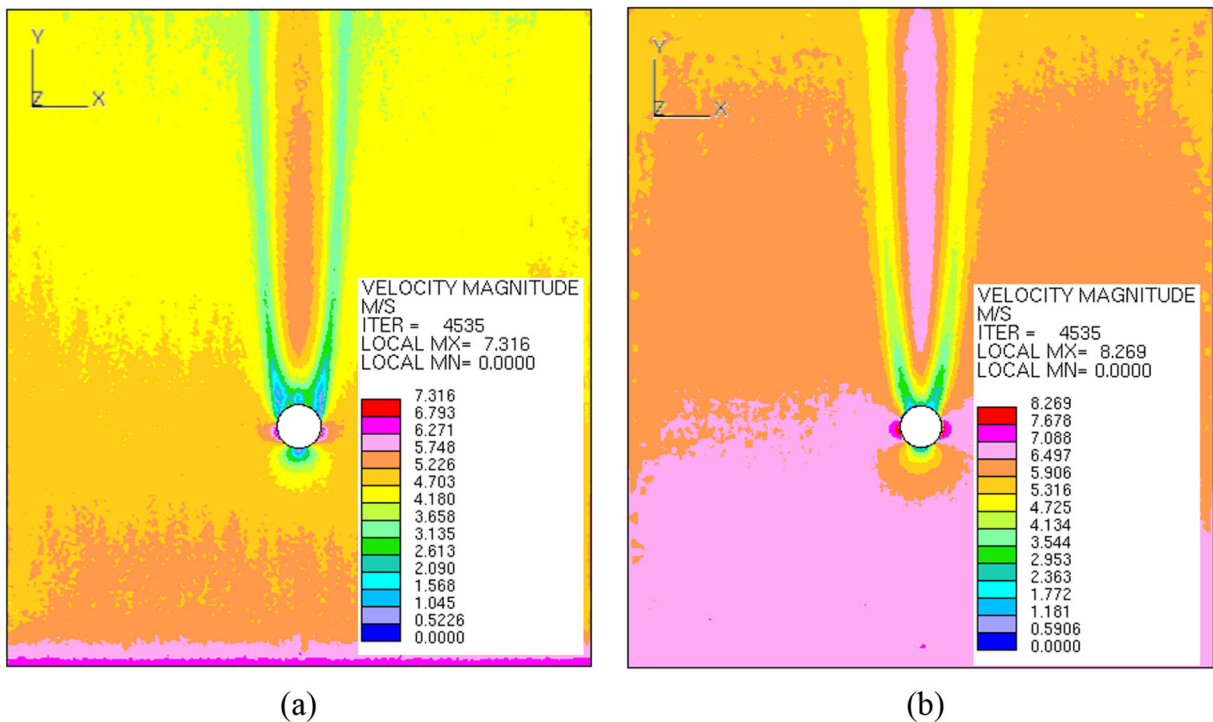 Y
Z X
VELOCITY MAGNITUDE
M/S
ITER = 4535
LOCAL MX= 7.316
LOCAL MN= 0.0000
7.316
6.793
6.271
5.748
5.226
4.703
4.180
3.658
3.135
2.613
2.090
1.568
1.045
0.5226
0.0000
(a)
Y
Z X
VELOCITY MAGNITUDE
M/S
ITER = 4535
LOCAL MX= 8.269
LOCAL MN= 0.0000
8.269
7.678
7.088
6.497
5.906
5.316
4.725
4.134
3.544
2.953
2.363
1.772
1.181
0.5906
0.0000
(b)